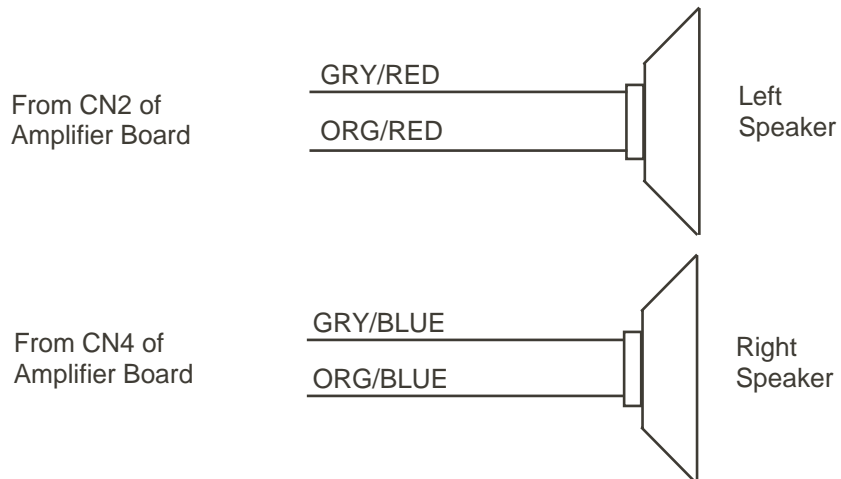 GRY/RED
From CN2 of
Amplifier Board
ORG/RED
Left
Speaker
GRY/BLUE
From CN4 of
Amplifier Board
ORG/BLUE
Right
Speaker